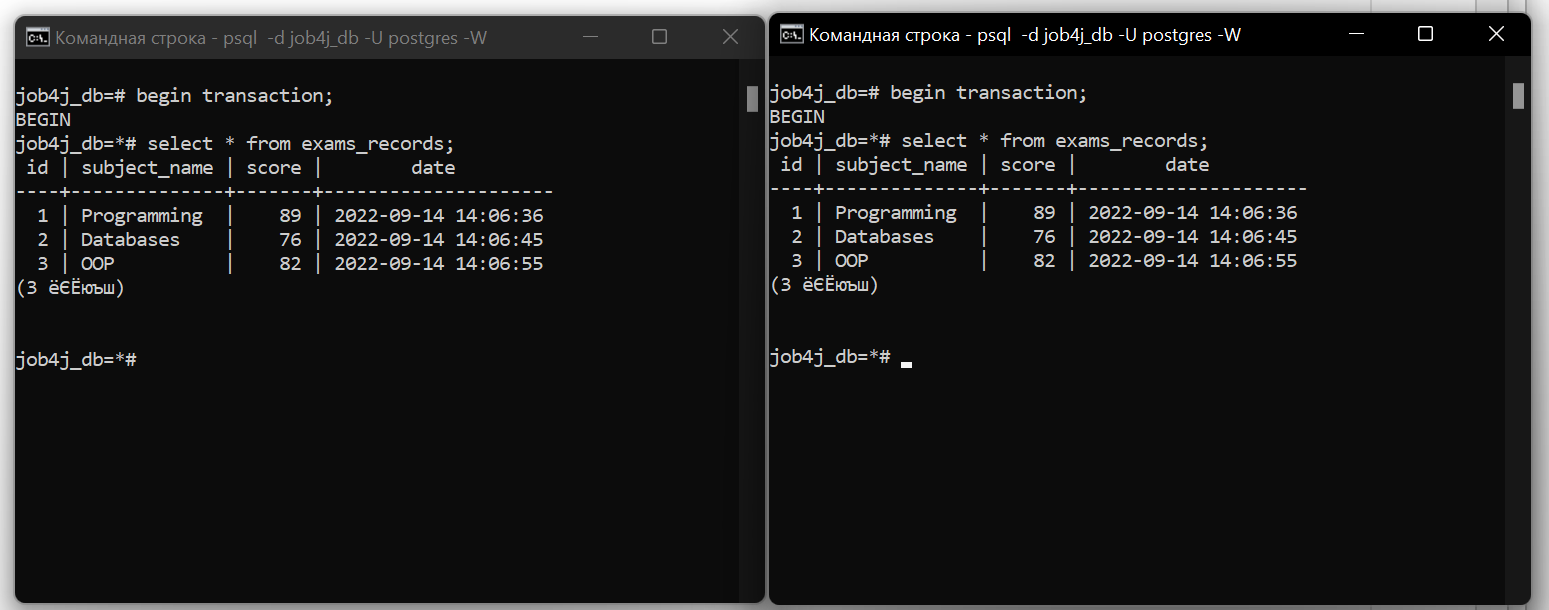 Командная строка - psql  -d job4j_db -U postgres -W
job4j_db=# begin transaction;
BEGIN
job4j_db=*# select * from exams_records;
 id | subject_name | score |        date
----+--------------+-------+---------------------
  1 | Programming  |    89 | 2022-09-14 14:06:36
  2 | Databases    |    76 | 2022-09-14 14:06:45
  3 | OOP          |    82 | 2022-09-14 14:06:55
(3 ёЄЁюъш)
job4j_db=*#
Командная строка - psql  -d job4j_db -U postgres -W
job4j_db=# begin transaction;
BEGIN
job4j_db=*# select * from exams_records;
 id | subject_name | score |        date
----+--------------+-------+---------------------
  1 | Programming  |    89 | 2022-09-14 14:06:36
  2 | Databases    |    76 | 2022-09-14 14:06:45
  3 | OOP          |    82 | 2022-09-14 14:06:55
(3 ёЄЁюъш)
job4j_db=*#